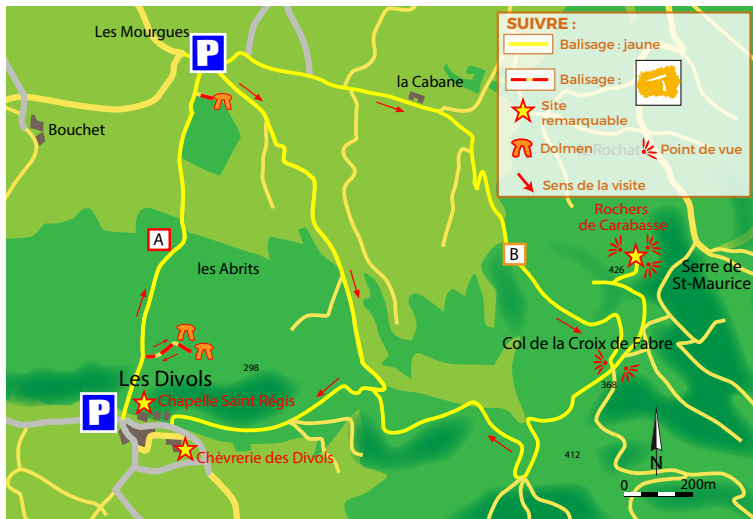 Les Mourgues
P
la Cabane
Bouchet
SUIVRE :
Balisage : jaune
Balisage :
Site
remarquable
Dolmen
le Rochat
Point de vue
Sens de la visite
A
B
les Abrits
Rochers
de Carabasse
426
Serre de
St-Maurice
Col de la Croix de Fabre
368
298
Les Divols
P
Chapelle Saint Régis
Chèvrerie des Divols
412
N
0
200m